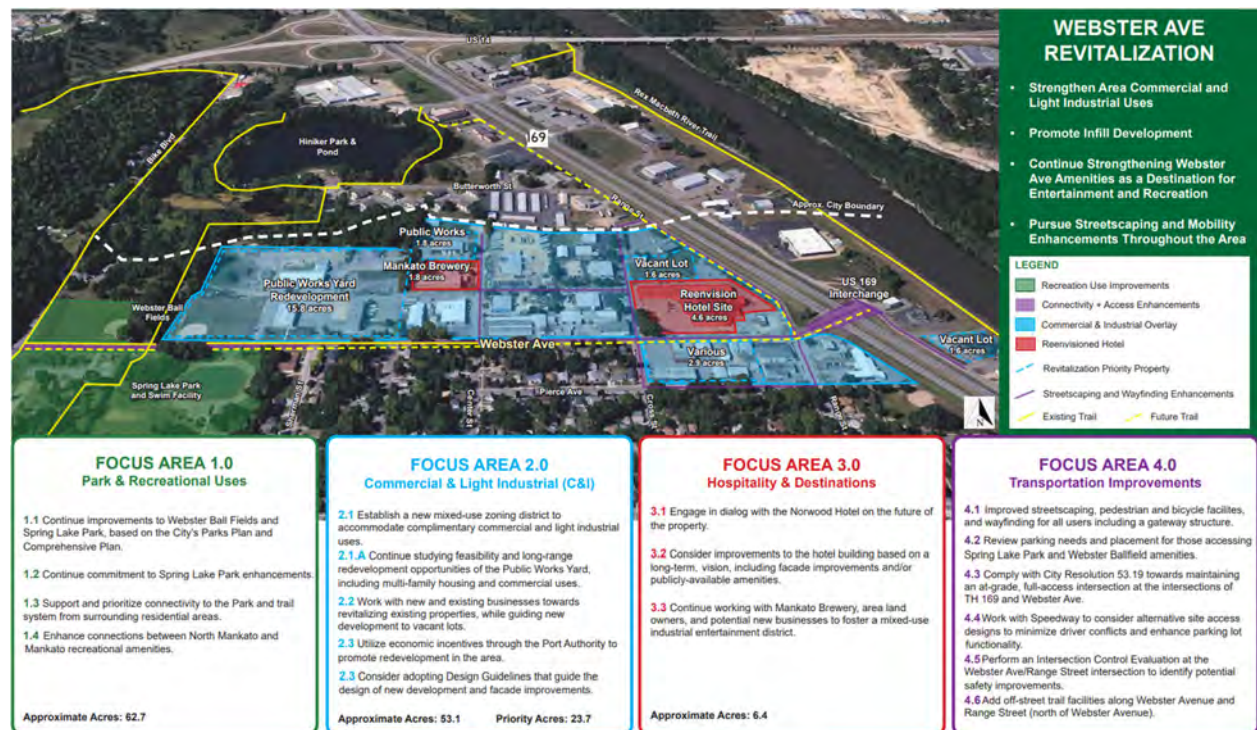 WEBSTER AVE
REVITALIZATION
• Strengthen Area Commercial and
Light Industrial Uses
• Promote Infill Development
• Continue Strengthening Webster
Ave Amenities as a Destination for
Entertainment and Recreation
• Pursue Streetscaping and Mobility
Enhancements Throughout the Area
LEGEND
Recreation Use Improvements
Connectivity + Access Enhancements
Commercial & Industrial Overlay
Reenvisioned Hotel
Revitalization Priority Property
Streetscaping and Wayfinding Enhancements
Existing Trail
Future Trail
N
US 14
Bike Blvd
Hiniker Park &
Pond
69
Rex Macbeth River Trail
Butterworth St
Range St
Approx. City Boundary
Public Works
1.8 acres
Mankato Brewery
1.8 acres
Public Works Yard
Redevelopment
15.8 acres
Vacant Lot
1.6 acres
Reenvision
Hotel Site
4.6 acres
US 169
Interchange
Webster Ball
Fields
Webster Ave
Various
2.9 acres
Vacant Lot
1.6 acres
Spring Lake Park
and Swim Facility
Sherman St
Center St
Pierce Ave
Cross St
Range St
FOCUS AREA 1.0
Park & Recreational Uses
1.1 Continue improvements to Webster Ball Fields and
Spring Lake Park, based on the City's Parks Plan and
Comprehensive Plan.
1.2 Continue commitment to Spring Lake Park enhancements.
1.3 Support and prioritize connectivity to the Park and trail
system from surrounding residential areas.
1.4 Enhance connections between North Mankato and
Mankato recreational amenities.
Approximate Acres: 62.7
FOCUS AREA 2.0
Commercial & Light Industrial (C&I)
2.1 Establish a new mixed-use zoning district to
accommodate complimentary commercial and light industrial
uses.
2.1.A Continue studying feasibility and long-range
redevelopment opportunities of the Public Works Yard,
including multi-family housing and commercial uses.
2.2 Work with new and existing businesses towards
revitalizing existing properties, while guiding new
development to vacant lots.
2.3 Utilize economic incentives through the Port Authority to
promote redevelopment in the area.
2.3 Consider adopting Design Guidelines that guide the
design of new development and facade improvements.
Approximate Acres: 53.1 Priority Acres: 23.7
FOCUS AREA 3.0
Hospitality & Destinations
3.1 Engage in dialog with the Norwood Hotel on the future of
the property.
3.2 Consider improvements to the hotel building based on a
long-term, vision, including facade improvements and/or
publicly-available amenities.
3.3 Continue working with Mankato Brewery, area land
owners, and potential new businesses to foster a mixed-use
industrial entertainment district.
Approximate Acres: 6.4
FOCUS AREA 4.0
Transportation Improvements
4.1 Improved streetscaping, pedestrian and bicycle facilites,
and wayfinding for all users including a gateway structure.
4.2 Review parking needs and placement for those accessing
Spring Lake Park and Webster Ballfield amenities.
4.3 Comply with City Resolution 53.19 towards maintaining
an at-grade, full-access intersection at the intersections of
TH 169 and Webster Ave.
4.4 Work with Speedway to consider alternative site access
designs to minimize driver conflicts and enhance parking lot
functionality.
4.5 Perform an Intersection Control Evaluation at the
Webster Ave/Range Street intersection to identify potential
safety improvements.
4.6 Add off-street trail facilities along Webster Avenue and
Range Street (north of Webster Avenue).